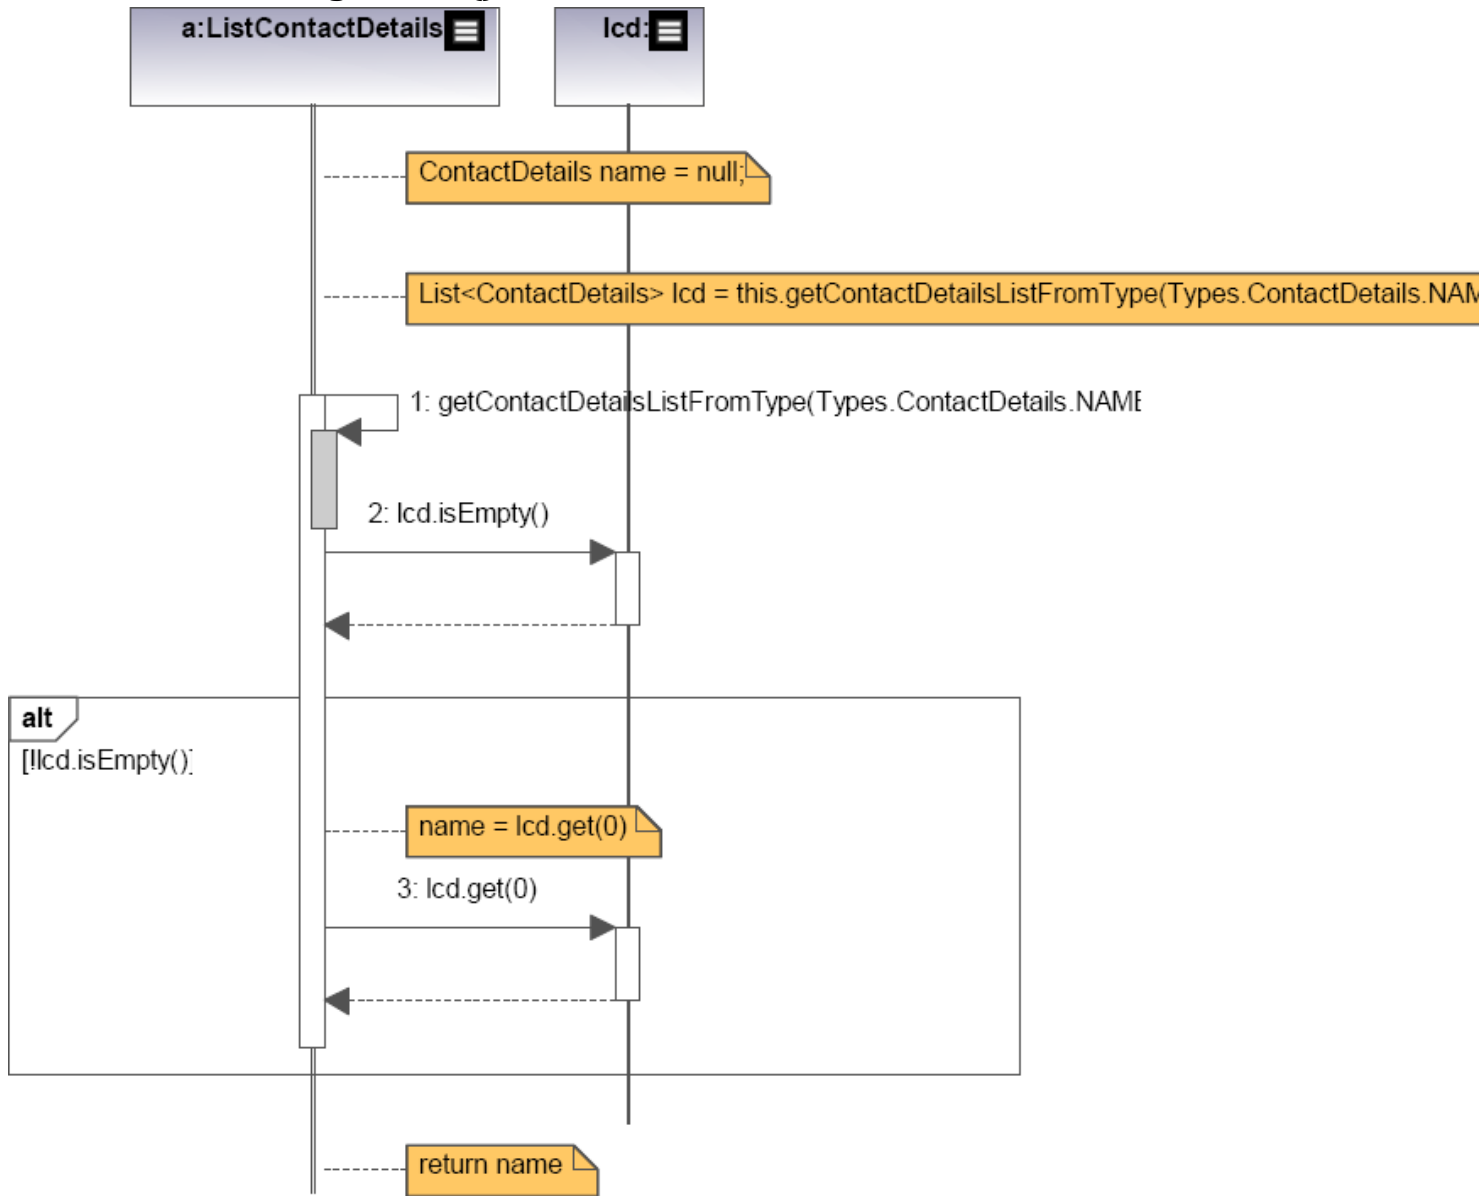 a:ListContactDetails
lcd:
ContactDetails name = null;
List<ContactDetails> lcd = this.getContactDetailsListFromType(Types.ContactDetails.NAM
1: getContactDetailsListFromType(Types.ContactDetails.NAME
2: lcd.isEmpty()
alt
[!lcd.isEmpty()]
name = lcd.get(0)
3: lcd.get(0)
return name